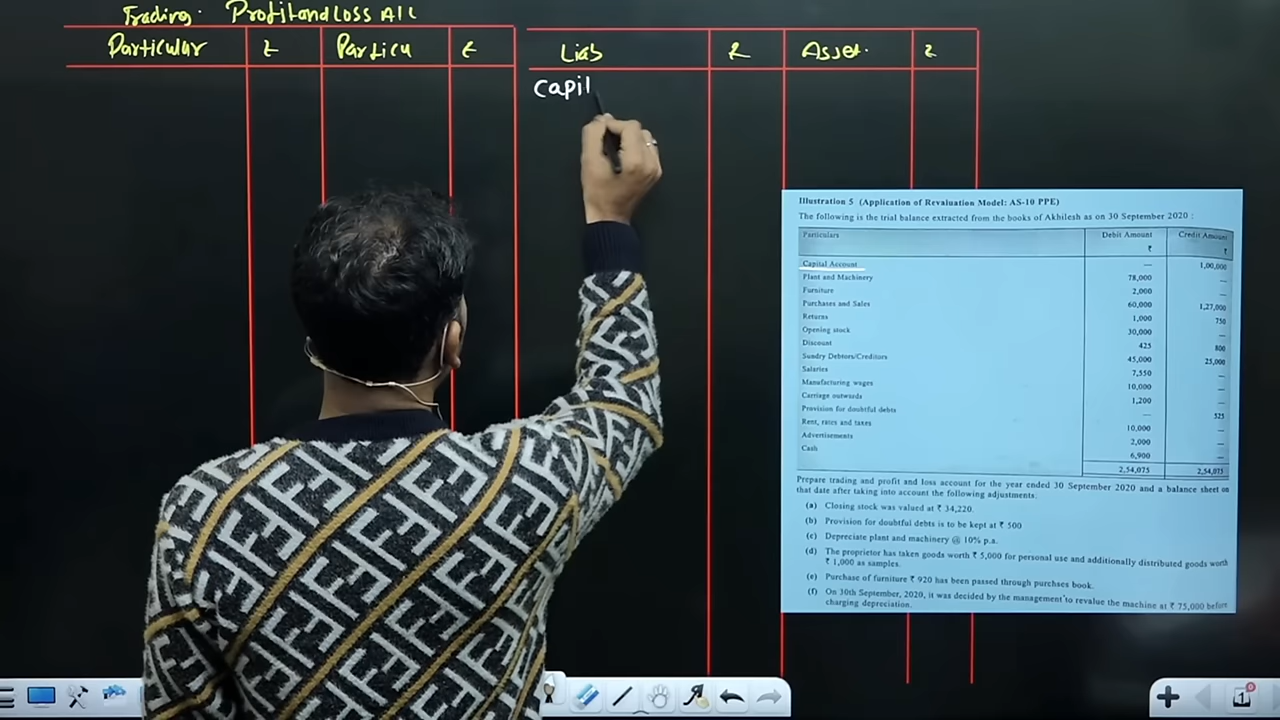 Trading. Profit and Loss A/c
Particular ₹ Particu ₹
Liab ₹ Asset. ₹
Capil
Illustration 5 (Application of Revaluation Model: AS-10 PPE)
The following is the trial balance extracted from the books of Akhilesh as on 30 September 2020 :
Particulars Debit Amount Credit Amount
₹ ₹
Capital Account — 1,00,000
Plant and Machinery 78,000 —
Furniture 2,000 —
Purchases and Sales 60,000 1,27,000
Returns 1,000 750
Opening stock 30,000 —
Discount 425 800
Sundry Debtors/Creditors 45,000 25,000
Salaries 7,550 —
Manufacturing wages 10,000 —
Carriage outwards 1,200 —
Provision for doubtful debts — 525
Rent, rates and taxes 10,000 —
Advertisements 2,000 —
Cash 6,900 —
2,54,075 2,54,075
Prepare trading and profit and loss account for the year ended 30 September 2020 and a balance sheet on
that date after taking into account the following adjustments.
(a) Closing stock was valued at ₹ 34,220.
(b) Provision for doubtful debts is to be kept at ₹ 500
(c) Depreciate plant and machinery @ 10% p.a.
(d) The proprietor has taken goods worth ₹ 5,000 for personal use and additionally distributed goods worth
₹ 1,000 as samples.
(e) Purchase of furniture ₹ 920 has been passed through purchses book.
(f) On 30th September, 2020, it was decided by the management to revalue the machine at ₹ 75,000 before
charging depreciation.
1